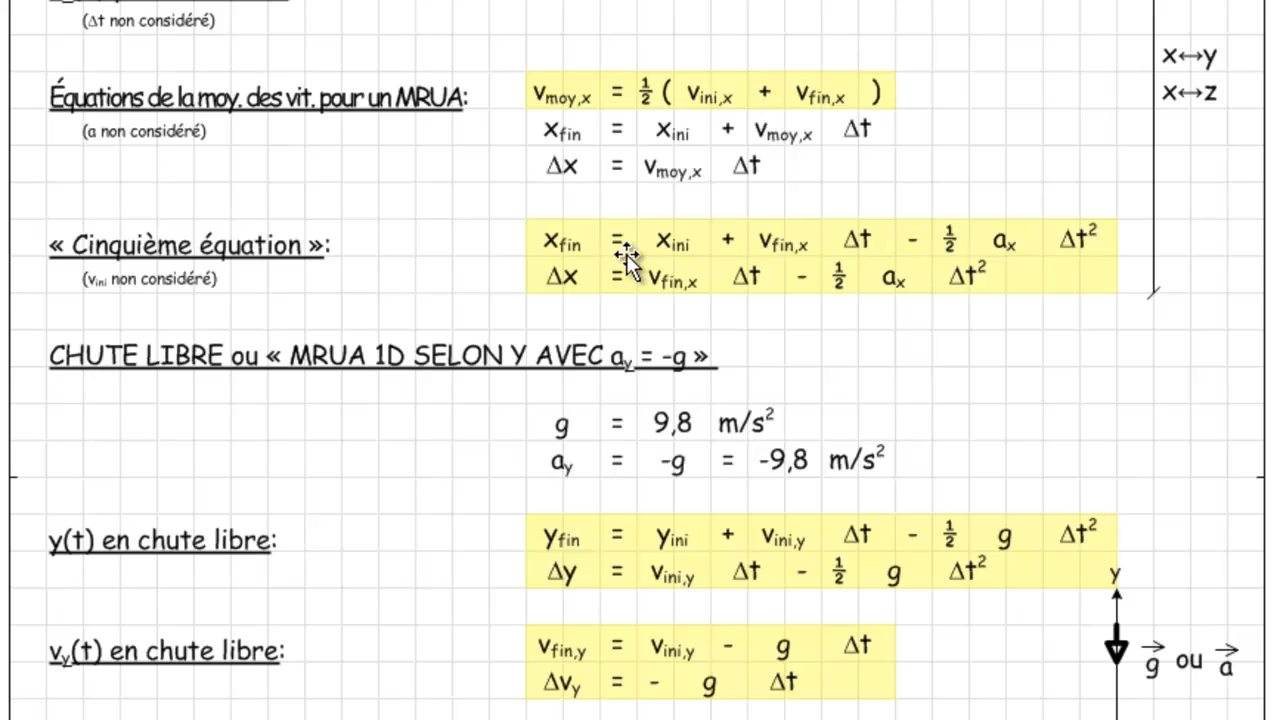 (Δt non considéré)
x↔y
Équations de la moy. des vit. pour un MRUA: v_moy,x = ½ ( v_ini,x + v_fin,x )
x↔z
(a non considéré) x_fin = x_ini + v_moy,x Δt
Δx = v_moy,x Δt
« Cinquième équation »: x_fin = x_ini + v_fin,x Δt - ½ a_x Δt²
(v_ini non considéré) Δx = v_fin,x Δt - ½ a_x Δt²
CHUTE LIBRE ou « MRUA 1D SELON Y AVEC a_y = -g »
g = 9,8 m/s²
a_y = -g = -9,8 m/s²
y(t) en chute libre: y_fin = y_ini + v_ini,y Δt - ½ g Δt²
Δy = v_ini,y Δt - ½ g Δt²
y
v_y(t) en chute libre: v_fin,y = v_ini,y - g Δt
g⃗ ou a⃗
Δv_y = - g Δt